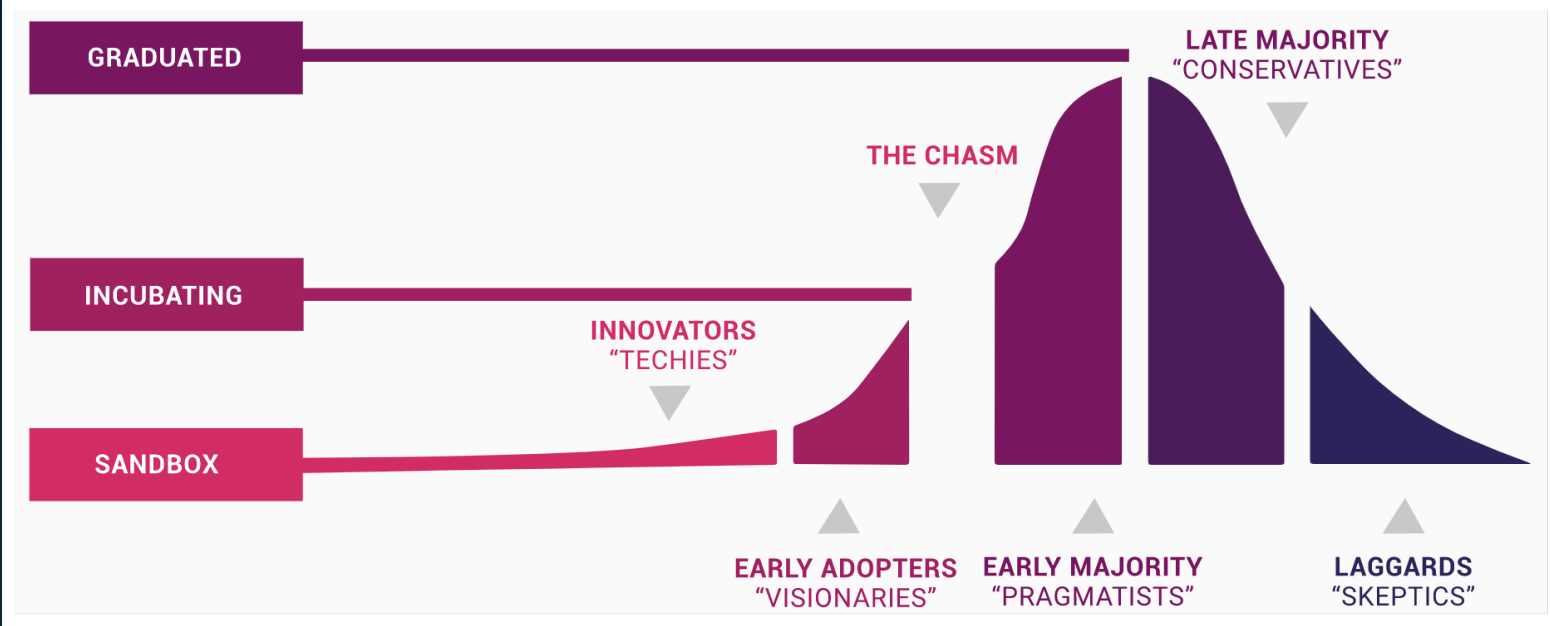 GRADUATED
LATE MAJORITY
“CONSERVATIVES”
THE CHASM
INCUBATING
INNOVATORS
“TECHIES”
SANDBOX
EARLY ADOPTERS
“VISIONARIES”
EARLY MAJORITY
“PRAGMATISTS”
LAGGARDS
“SKEPTICS”